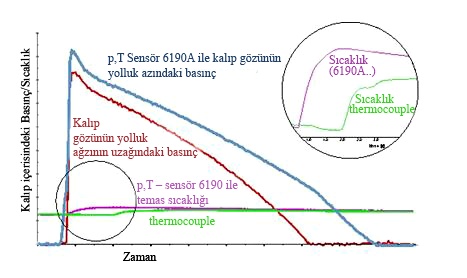 p,T Sensör 6190A ile kalıp gözünün
yolluk azındaki basınç
Sıcaklık
(6190A..)
Sıcaklık
thermocouple
Kalıp
gözünün yolluk
ağzının uzağındaki basınç
p,T – sensör 6190 ile
temas sıcaklığı
thermocouple
Kalıp içerisindeki Basınç/Sıcaklık
Zaman